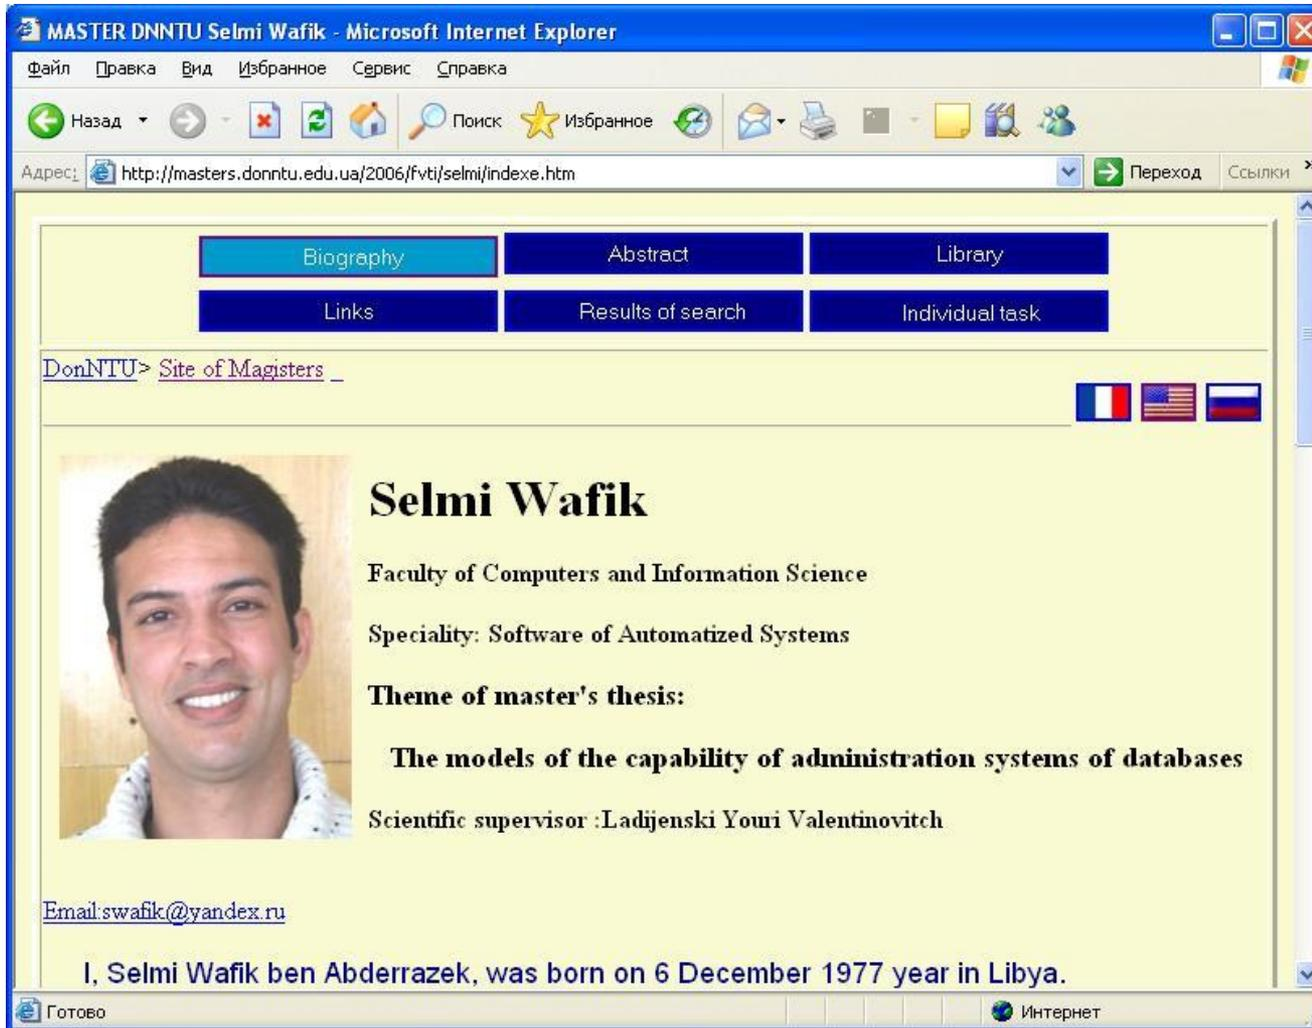 MASTER DNNTU Selmi Wafik - Microsoft Internet Explorer
Файл Правка Вид Избранное Сервис Справка
Назад Поиск Избранное
Адрес: http://masters.donntu.edu.ua/2006/fvti/selmi/indexe.htm Переход Ссылки »
Biography Abstract Library
Links Results of search Individual task
DonNTU> Site of Magisters _
Selmi Wafik
Faculty of Computers and Information Science
Speciality: Software of Automatized Systems
Theme of master's thesis:
The models of the capability of administration systems of databases
Scientific supervisor :Ladijenski Youri Valentinovitch
Email:swafik@yandex.ru
I, Selmi Wafik ben Abderrazek, was born on 6 December 1977 year in Libya.
Готово Интернет